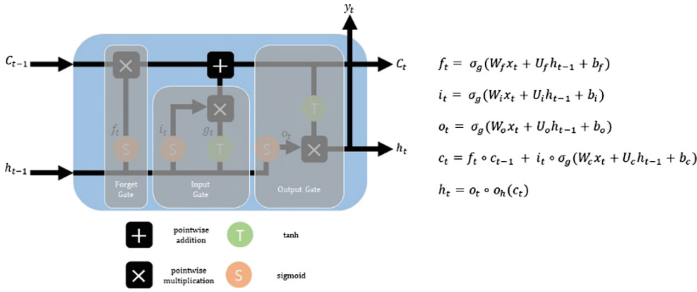 y_t
C_{t-1}
C_t
f_t
i_t
g_t
o_t
T
S
S
T
S
h_{t-1}
h_t
Forget
Gate
Input
Gate
Output Gate
pointwise
addition
T
tanh
pointwise
multiplication
S
sigmoid
f_t = σ_g(W_f x_t + U_f h_{t-1} + b_f)
i_t = σ_g(W_i x_t + U_i h_{t-1} + b_i)
o_t = σ_g(W_o x_t + U_o h_{t-1} + b_o)
c_t = f_t ∘ c_{t-1} + i_t ∘ σ_g(W_c x_t + U_c h_{t-1} + b_c)
h_t = o_t ∘ o_h(c_t)